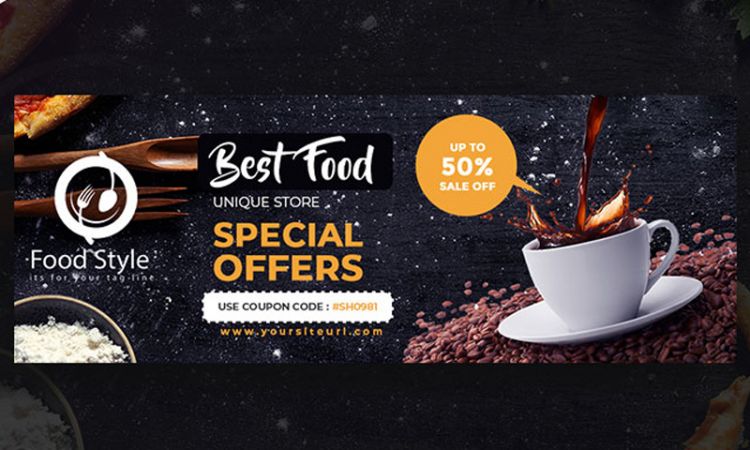 Food Style
its for your tag-line
Best Food
UNIQUE STORE
SPECIAL
OFFERS
USE COUPON CODE : #SH0981
www.yoursiteurl.com
UP TO
50%
SALE OFF